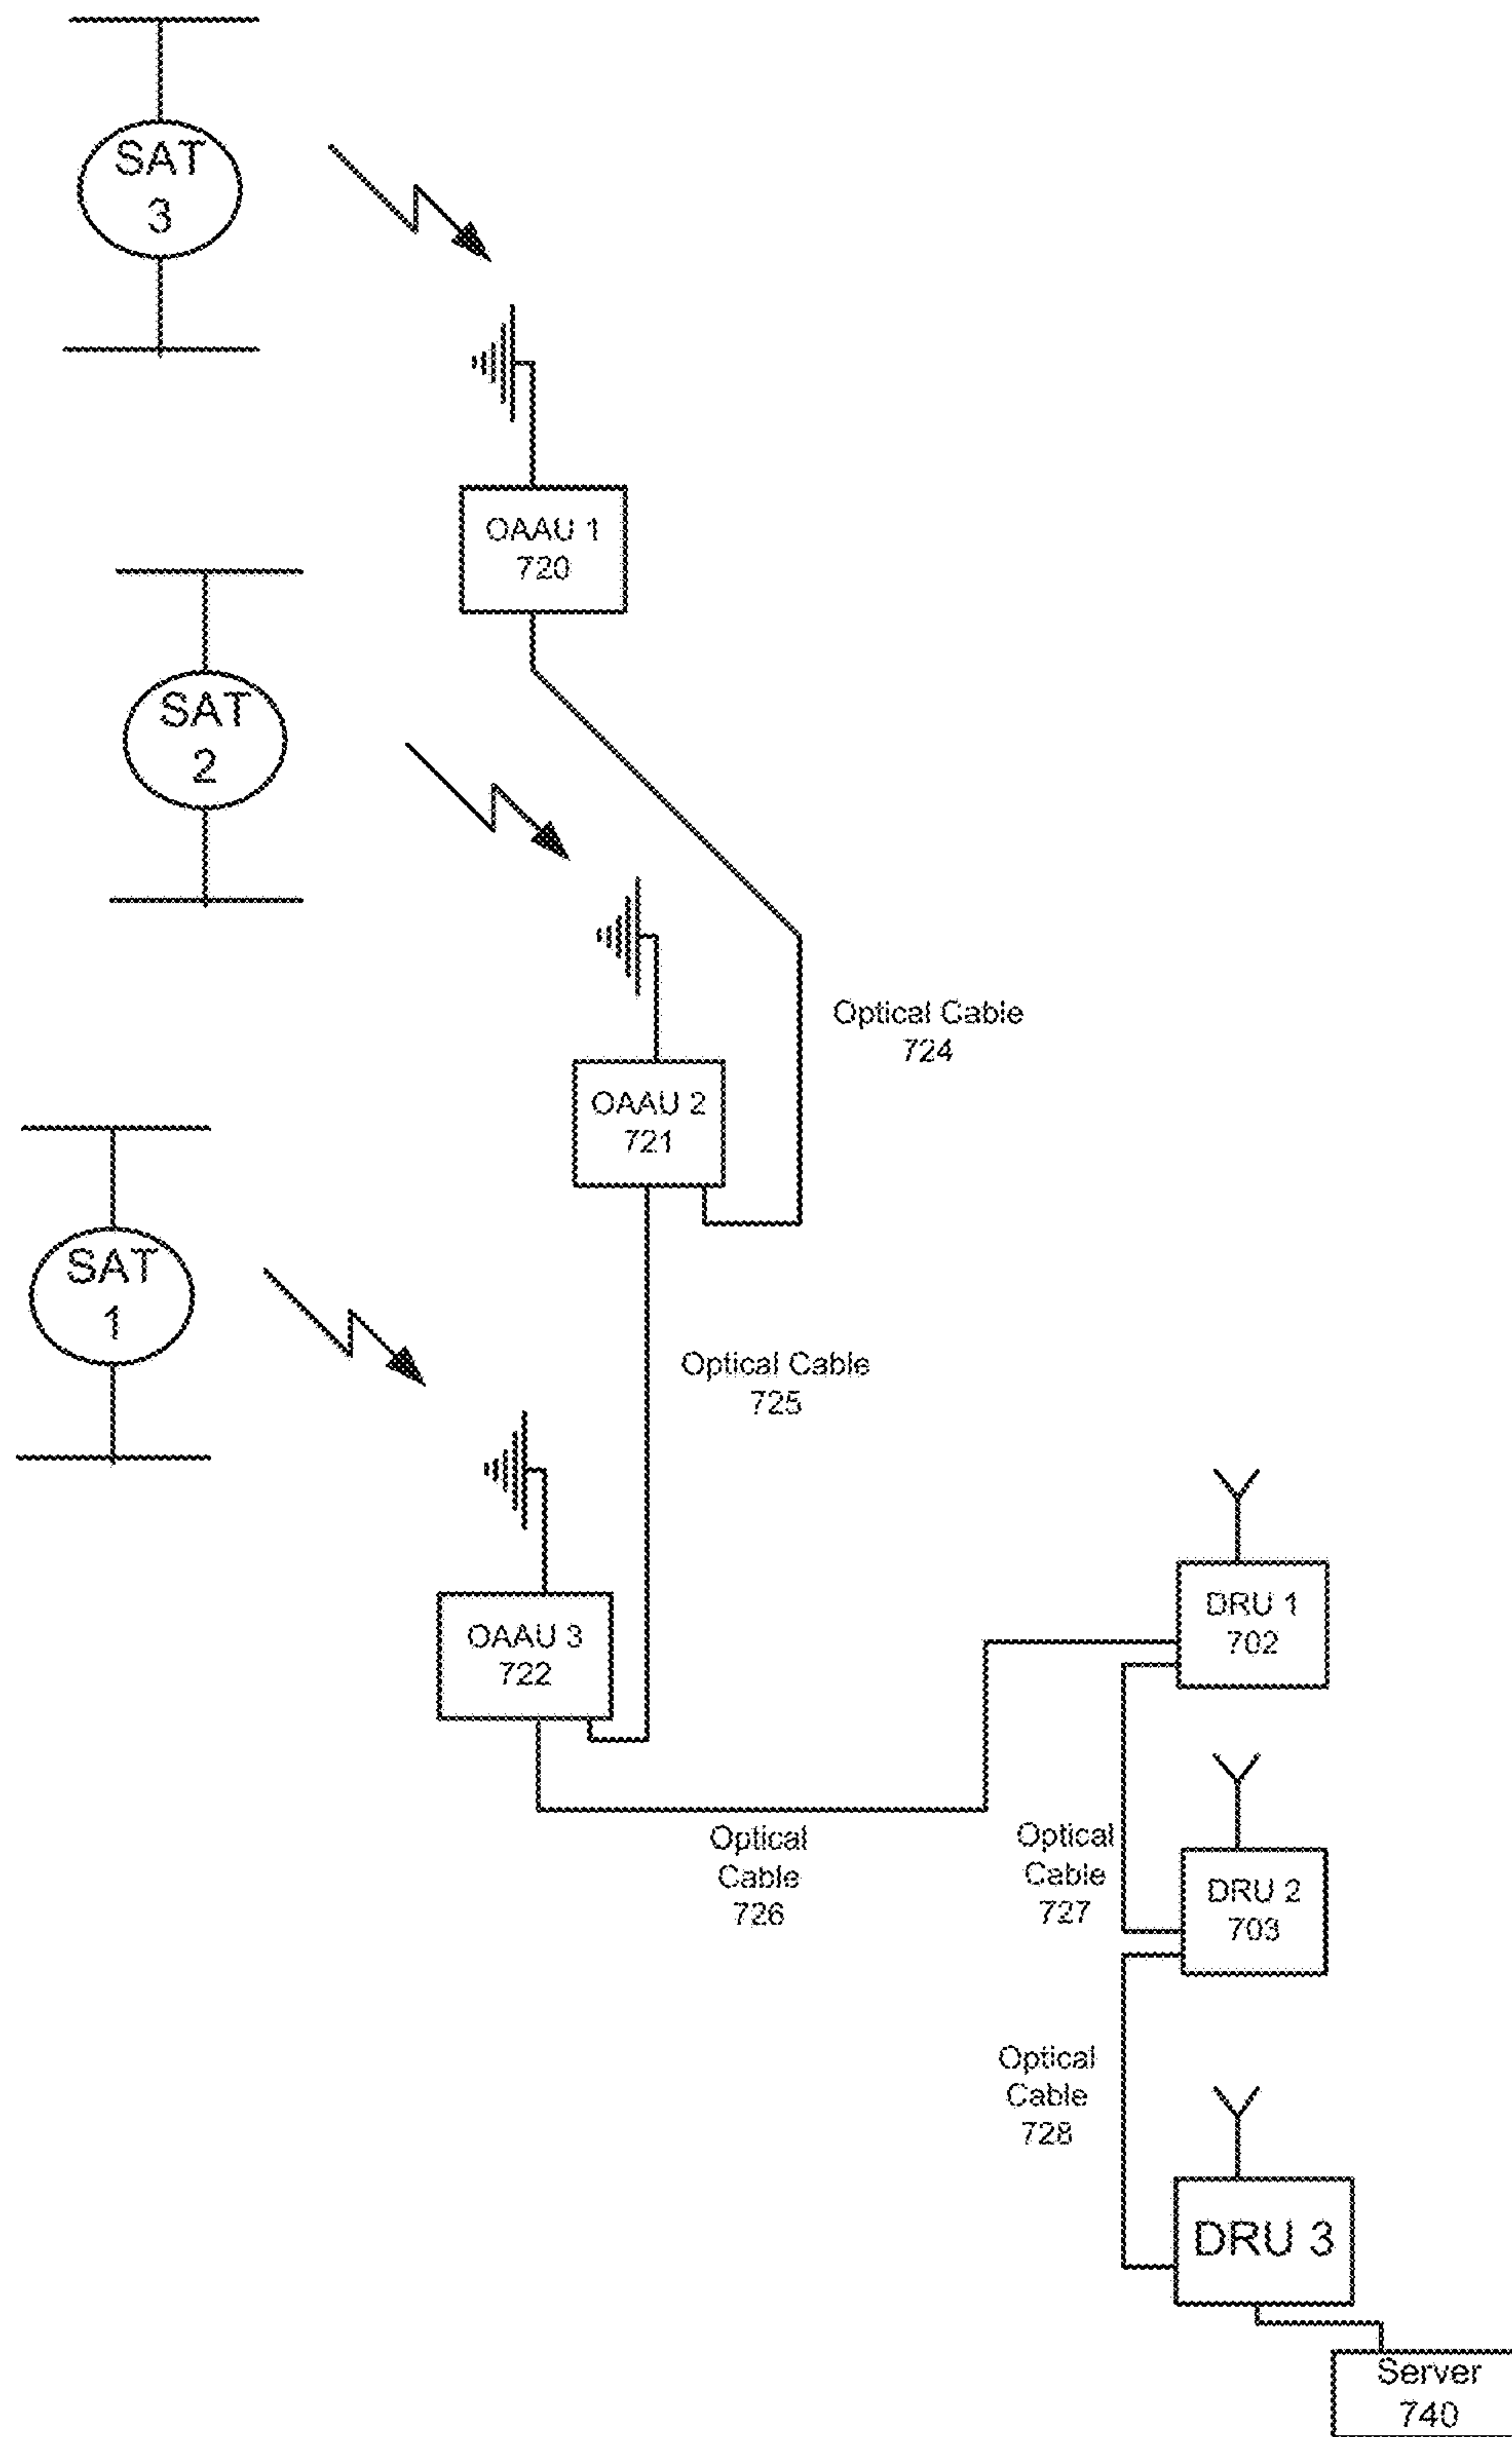 SAT
3
OAAU 1
720
SAT
2
Optical Cable
724
OAAU 2
721
SAT
1
Optical Cable
725
OAAU 3
722
DRU 1
702
Optical
Cable
726
Optical
Cable
727
DRU 2
703
Optical
Cable
728
DRU 3
Server
740